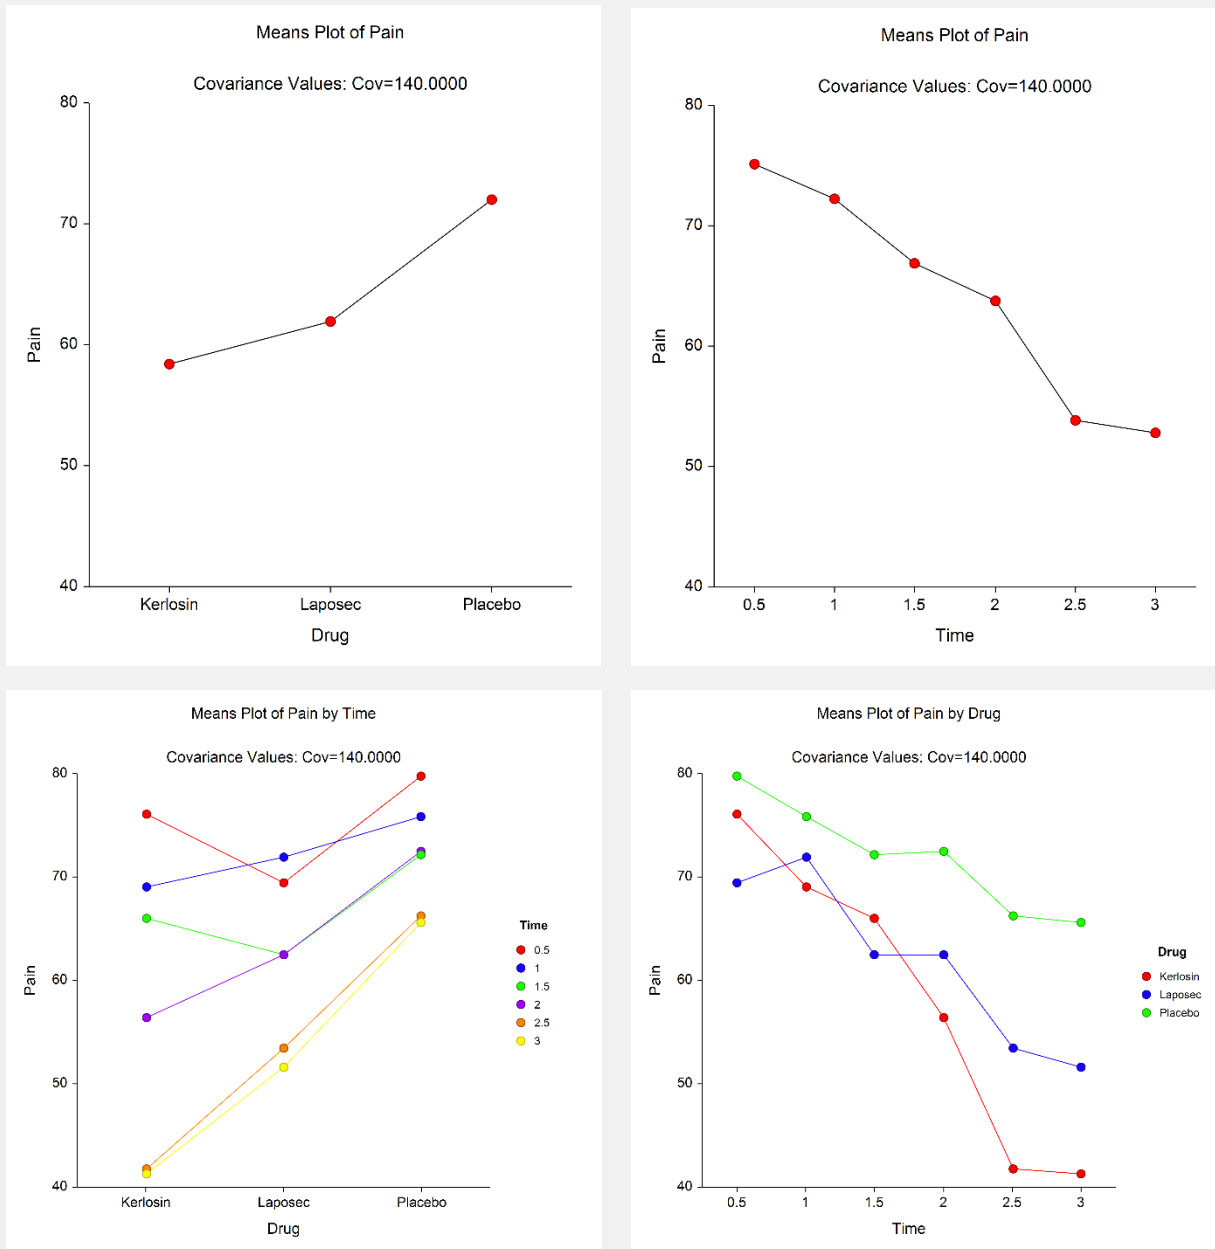 Means Plot of Pain
Covariance Values: Cov=140.0000
80
70
60
50
40
Pain
Kerlosin Laposec Placebo
Drug
Means Plot of Pain
Covariance Values: Cov=140.0000
80
70
60
50
40
Pain
0.5 1 1.5 2 2.5 3
Time
Means Plot of Pain by Time
Covariance Values: Cov=140.0000
80
70
60
50
40
Pain
Kerlosin Laposec Placebo
Drug
Time
0.5
1
1.5
2
2.5
3
Means Plot of Pain by Drug
Covariance Values: Cov=140.0000
80
70
60
50
40
Pain
0.5 1 1.5 2 2.5 3
Time
Drug
Kerlosin
Laposec
Placebo